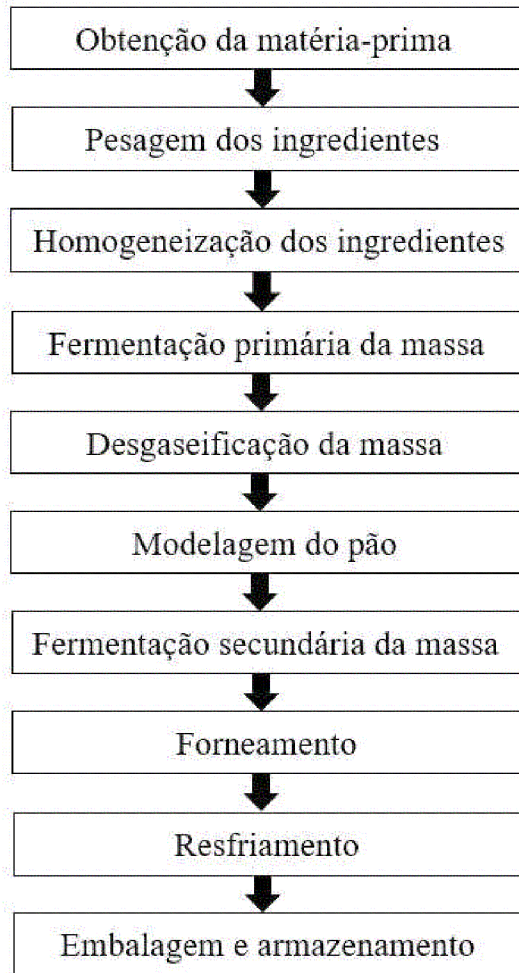 Obtenção da matéria-prima
Pesagem dos ingredientes
Homogeneização dos ingredientes
Fermentação primária da massa
Desgaseificação da massa
Modelagem do pão
Fermentação secundária da massa
Forneamento
Resfriamento
Embalagem e armazenamento